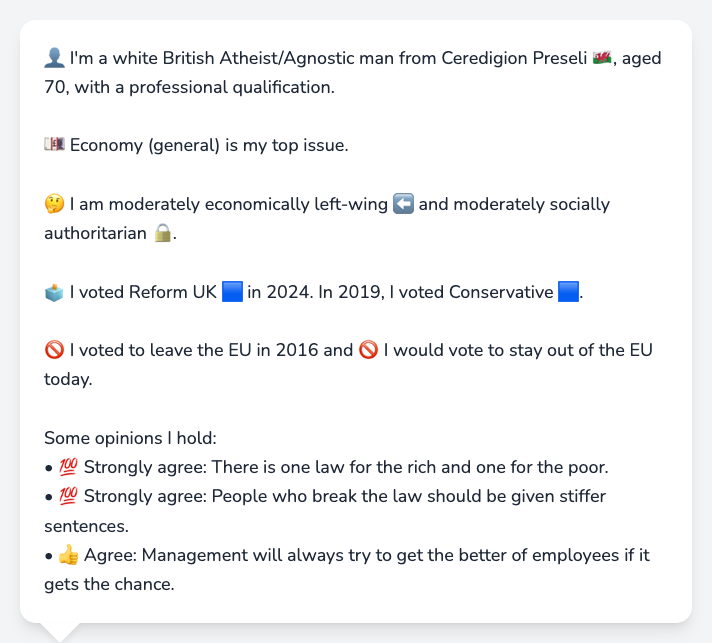 👤 I'm a white British Atheist/Agnostic man from Ceredigion Preseli 🏴󠁧󠁢󠁷󠁬󠁳󠁿, aged
70, with a professional qualification.
💷 Economy (general) is my top issue.
🤔 I am moderately economically left-wing ⬅️ and moderately socially
authoritarian 🔒.
🗳️ I voted Reform UK 🟦 in 2024. In 2019, I voted Conservative 🟦.
🚫 I voted to leave the EU in 2016 and 🚫 I would vote to stay out of the EU
today.
Some opinions I hold:
• 💯 Strongly agree: There is one law for the rich and one for the poor.
• 💯 Strongly agree: People who break the law should be given stiffer
sentences.
• 👍 Agree: Management will always try to get the better of employees if it
gets the chance.